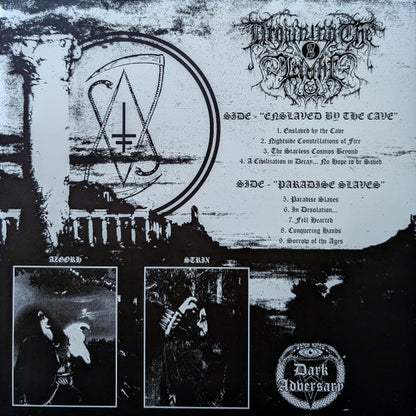 Drowning The
Light
SIDE - "ENSLAVED BY THE CAVE"
1. Enslaved by the Cave
2. Nightside Constellations of Fire
3. The Starless Cosmos Beyond
4. A Civilization in Decay... No Hope to be Saved
SIDE - "PARADISE SLAVES"
5. Paradise Slaves
6. In Desolation...
7. Fell Hearted
8. Conquering Hands
9. Sorrow of the Ages
AZGORH
STRIX
Dark
Adversary